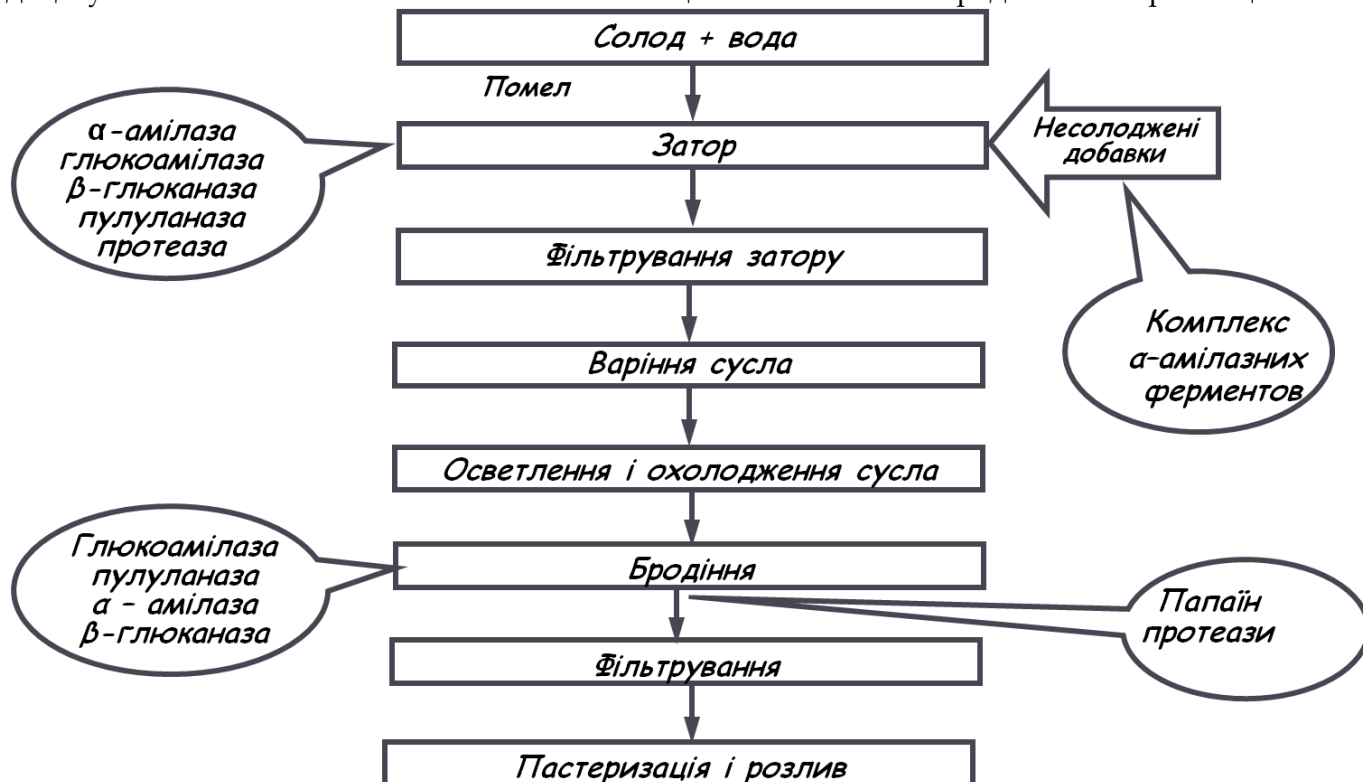 Солод + вода
Помел
α-амілаза
глюкоамілаза
β-глюканаза
пулуланаза
протеаза
Затор
Несолоджені
добавки
Фільтрування затору
Комплекс
α-амілазних
ферментов
Варіння сусла
Осветлення і охолодження сусла
Глюкоамілаза
пулуланаза
α - амілаза
β-глюканаза
Бродіння
Папаїн
протеази
Фільтрування
Пастеризація і розлив